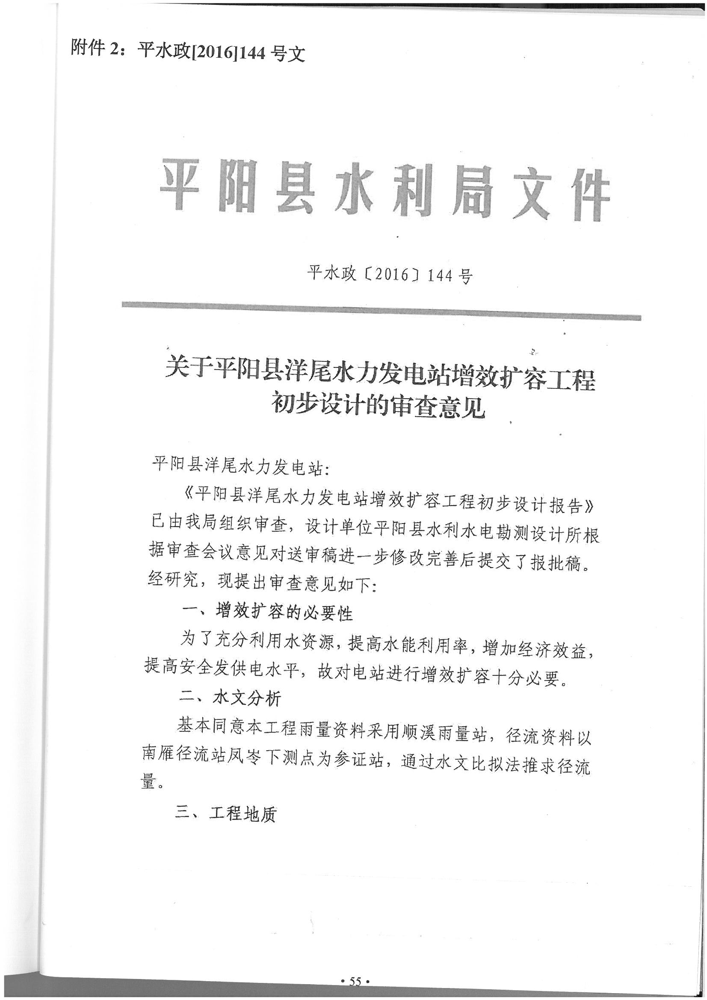 附件 2：平水政[2016]144 号文
平阳县水利局文件
平水政〔2016〕144 号
关于平阳县洋尾水力发电站增效扩容工程
初步设计的审查意见
平阳县洋尾水力发电站：
《平阳县洋尾水力发电站增效扩容工程初步设计报告》
已由我局组织审查，设计单位平阳县水利水电勘测设计所根
据审查会议意见对送审稿进一步修改完善后提交了报批稿。
经研究，现提出审查意见如下：
一、增效扩容的必要性
为了充分利用水资源，提高水能利用率，增加经济效益，
提高安全发供电水平，故对电站进行增效扩容十分必要。
二、水文分析
基本同意本工程雨量资料采用顺溪雨量站，径流资料以
南雁径流站凤岺下测点为参证站，通过水文比拟法推求径流
量。
三、工程地质
·55·